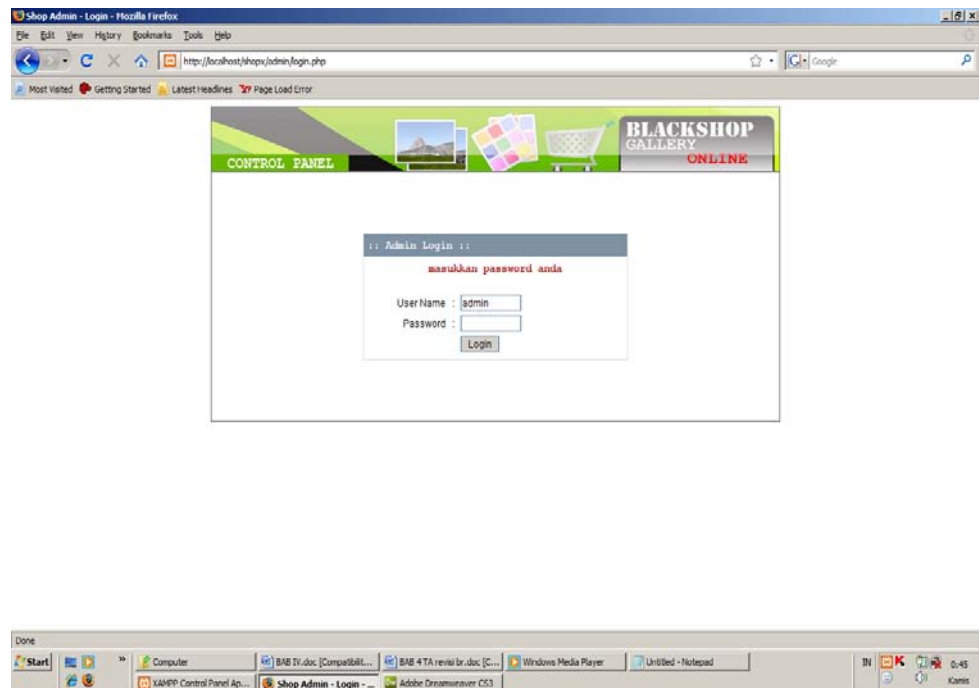 Shop Admin - Login - Mozilla Firefox
File Edit View History Bookmarks Tools Help
http://localhost/shopv/admin/login.php
Google
Most Visited Getting Started Latest Headlines Page Load Error
CONTROL PANEL
BLACKSHOP
GALLERY
ONLINE
:: Admin Login ::
masukkan password anda
User Name : admin
Password :
Login
Done
Start » Computer BAB IV.doc [Compatibilit... BAB 4 TA revisi br.doc [C... Windows Media Player Untitled - Notepad IN 0:45
XAMPP Control Panel Ap... Shop Admin - Login - ... Adobe Dreamweaver CS3 Kamis